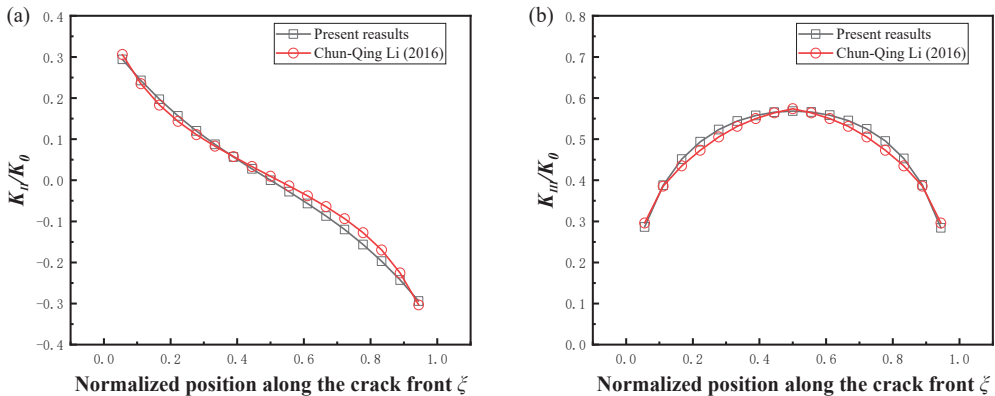 (a)
0.4
0.3
0.2
0.1
0.0
-0.1
-0.2
-0.3
-0.4
K_II/K_0
Present reasults
Chun-Qing Li (2016)
0.0 0.2 0.4 0.6 0.8 1.0
Normalized position along the crack front ξ
(b)
0.8
0.7
0.6
0.5
0.4
0.3
0.2
0.1
0.0
K_III/K_0
Present reasults
Chun-Qing Li (2016)
0.0 0.2 0.4 0.6 0.8 1.0
Normalized position along the crack front ξ